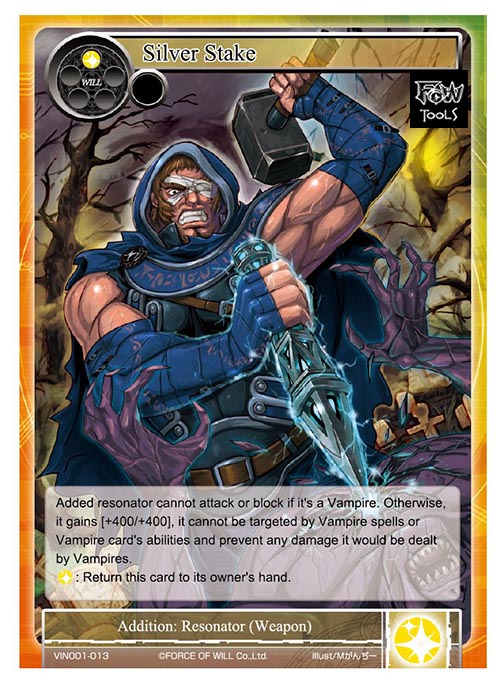 Silver Stake
WILL
FoW
TooLS
Added resonator cannot attack or block if it's a Vampire. Otherwise,
it gains [+400/+400], it cannot be targeted by Vampire spells or
Vampire card's abilities and prevent any damage it would be dealt
by Vampires.
: Return this card to its owner's hand.
Addition: Resonator (Weapon)
VIN001-013 ©FORCE OF WILL Co.,Ltd. Illust/Mがんぢー